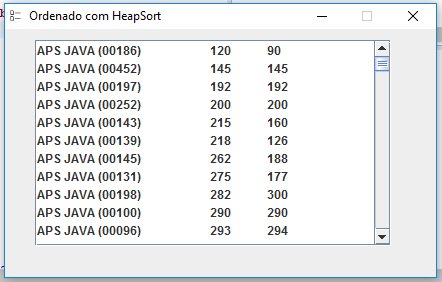 Ordenado com HeapSort
APS JAVA (00186) 120 90
APS JAVA (00452) 145 145
APS JAVA (00197) 192 192
APS JAVA (00252) 200 200
APS JAVA (00143) 215 160
APS JAVA (00139) 218 126
APS JAVA (00145) 262 188
APS JAVA (00131) 275 177
APS JAVA (00198) 282 300
APS JAVA (00100) 290 290
APS JAVA (00096) 293 294